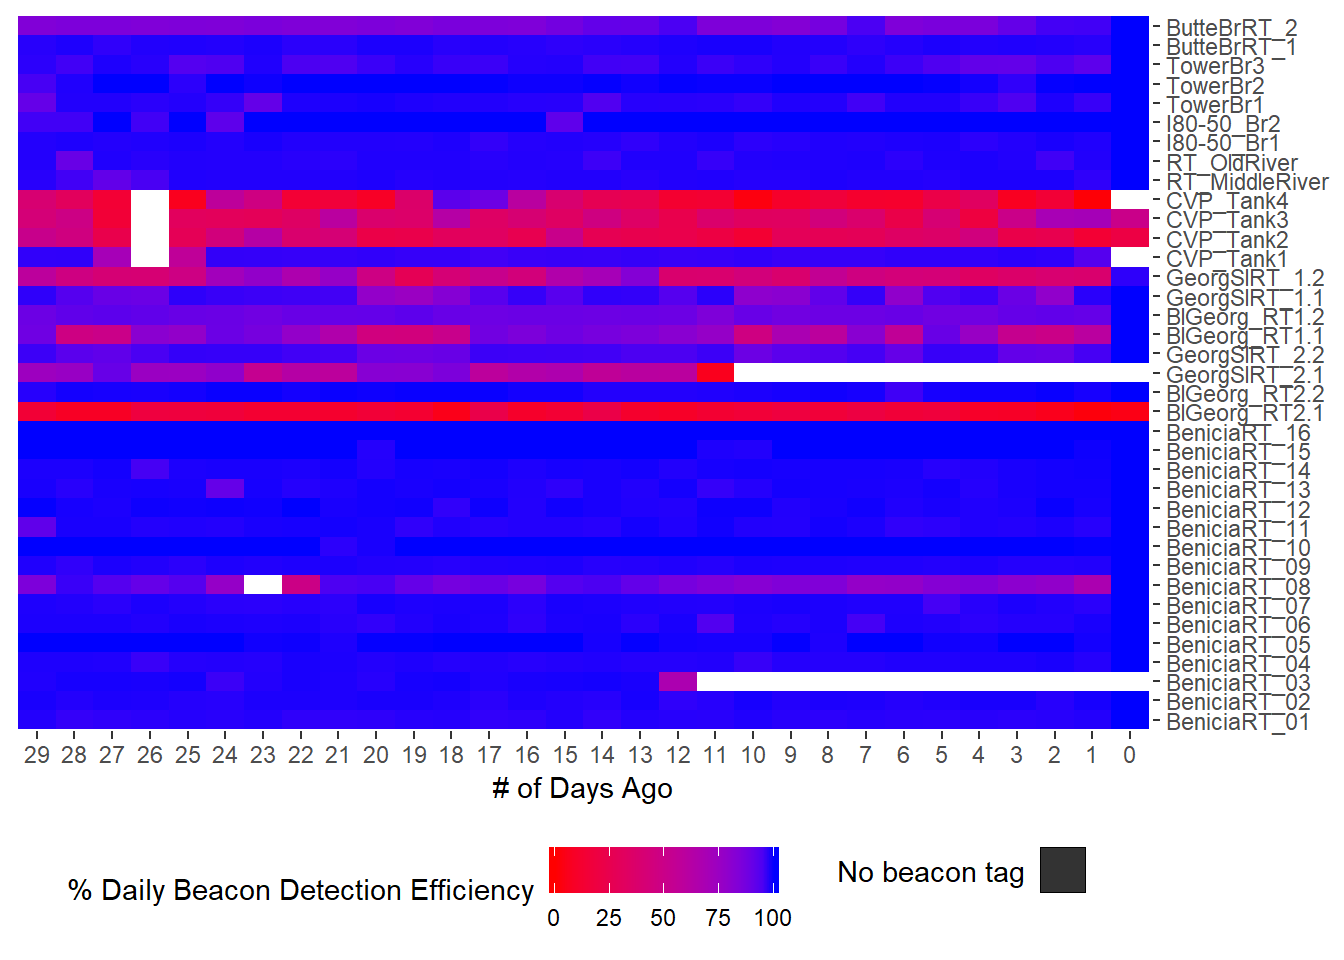 ButteBrRT_2
ButteBrRT_1
TowerBr3
TowerBr2
TowerBr1
I80-50_Br2
I80-50_Br1
RT_OldRiver
RT_MiddleRiver
CVP_Tank4
CVP_Tank3
CVP_Tank2
CVP_Tank1
GeorgSlRT_1.2
GeorgSlRT_1.1
BlGeorg_RT1.2
BlGeorg_RT1.1
GeorgSlRT_2.2
GeorgSlRT_2.1
BlGeorg_RT2.2
BlGeorg_RT2.1
BeniciaRT_16
BeniciaRT_15
BeniciaRT_14
BeniciaRT_13
BeniciaRT_12
BeniciaRT_11
BeniciaRT_10
BeniciaRT_09
BeniciaRT_08
BeniciaRT_07
BeniciaRT_06
BeniciaRT_05
BeniciaRT_04
BeniciaRT_03
BeniciaRT_02
BeniciaRT_01
29 28 27 26 25 24 23 22 21 20 19 18 17 16 15 14 13 12 11 10 9 8 7 6 5 4 3 2 1 0
# of Days Ago
% Daily Beacon Detection Efficiency
0 25 50 75 100
No beacon tag